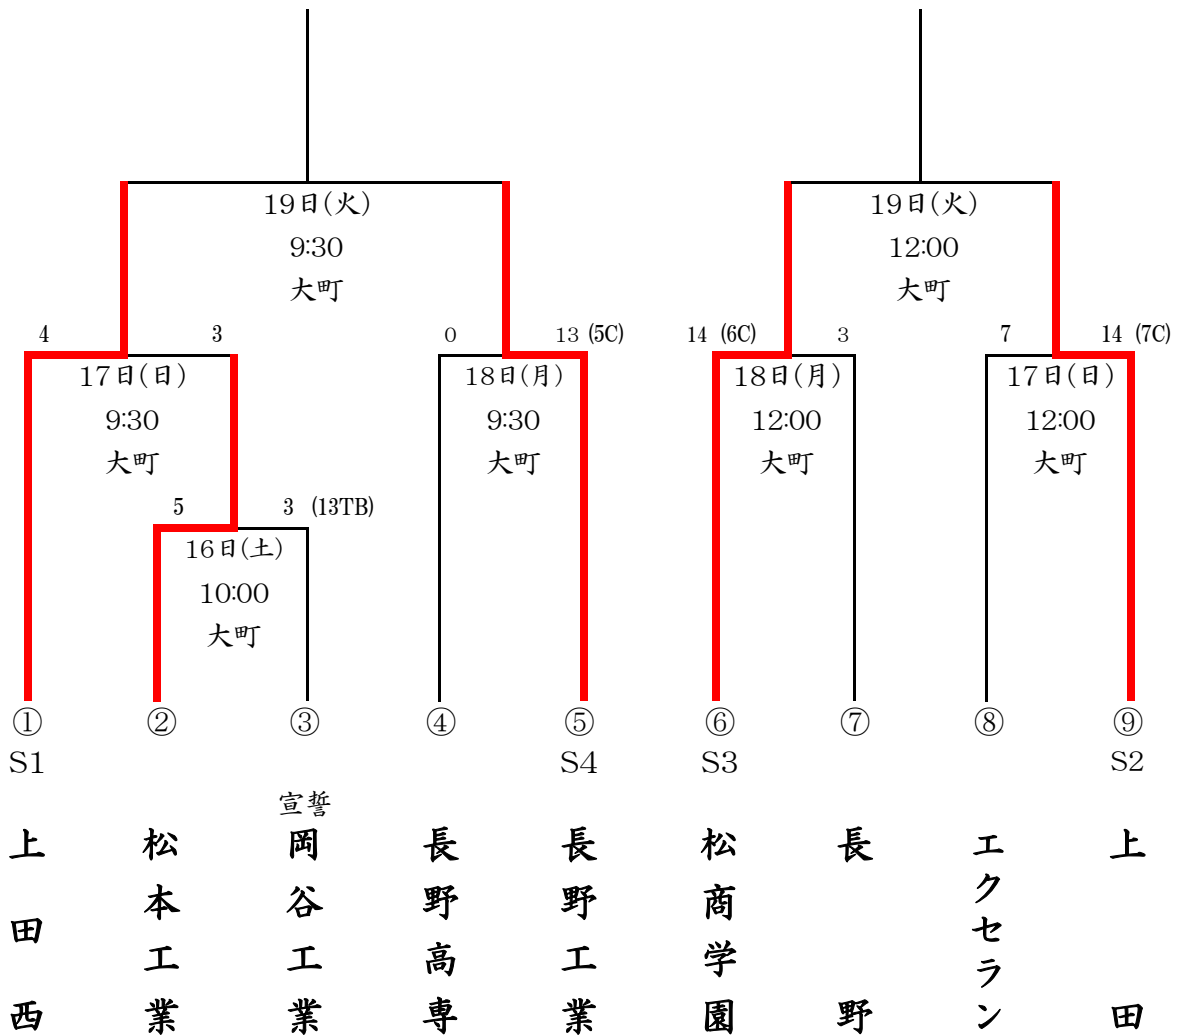 19日(火)
9:30
大町
19日(火)
12:00
大町
4
3
0
13 (5C)
14 (6C)
3
7
14 (7C)
17日(日)
9:30
大町
18日(月)
9:30
大町
18日(月)
12:00
大町
17日(日)
12:00
大町
5
3 (13TB)
16日(土)
10:00
大町
① ② ③ ④ ⑤ ⑥ ⑦ ⑧ ⑨
S1 S4 S3 S2
宣誓
上田西
松本工業
岡谷工業
長野高専
長野工業
松商学園
長野
エクセラン
上田